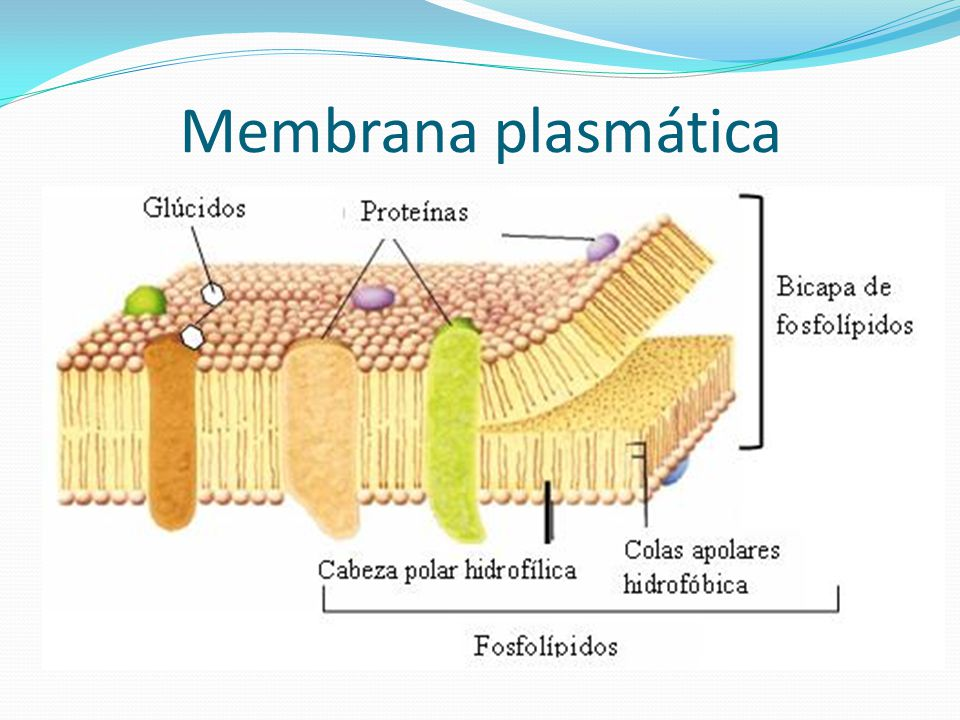 Membrana plasmática
Glúcidos
Proteínas
Bicapa de
fosfolípidos
Cabeza polar hidrofílica
Colas apolares
hidrofóbica
Fosfolípidos